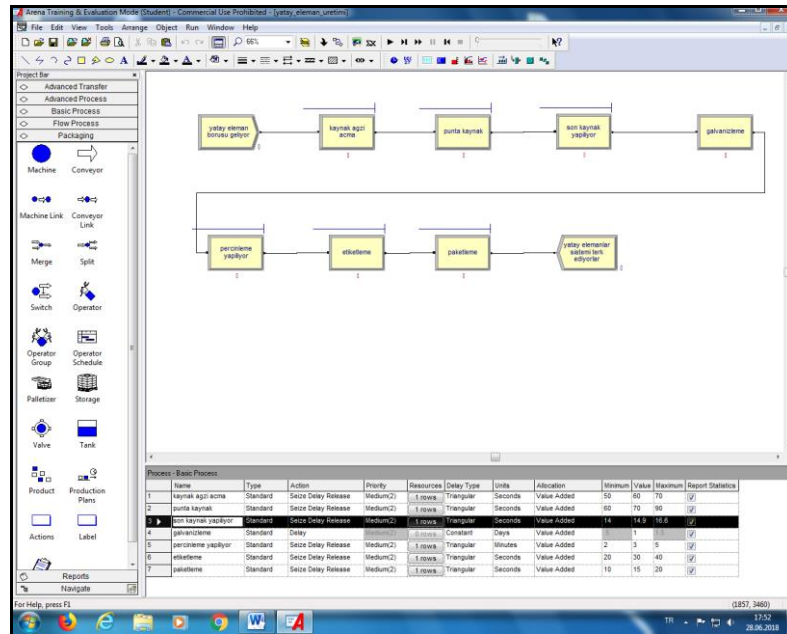 Arena Training & Evaluation Mode (Student) - Commercial Use Prohibited - [yatay_eleman_uretimi]
File Edit View Tools Arrange Object Run Window Help
66%
Project Bar
Advanced Transfer
Advanced Process
Basic Process
Flow Process
Packaging
Machine Conveyor
Machine Link Conveyor Link
Merge Split
Switch Operator
Operator Group Operator Schedule
Palletizer Storage
Valve Tank
Product Production Plans
Actions Label
Reports
Navigate
yatay eleman borusu geliyor
kaynak agzi acma
punta kaynak
son kaynak yapiliyor
galvanizleme
percinleme yapiliyor
etiketleme
paketleme
yatay elemanlar sistemi terk ediyorlar
Process - Basic Process
Name Type Action Priority Resources Delay Type Units Allocation Minimum Value Maximum Report Statistics
1 kaynak agzi acma Standard Seize Delay Release Medium(2) 1 rows Triangular Seconds Value Added 50 60 70
2 punta kaynak Standard Seize Delay Release Medium(2) 1 rows Triangular Seconds Value Added 60 70 90
3 son kaynak yapiliyor Standard Seize Delay Release Medium(2) 1 rows Triangular Seconds Value Added 14 14.9 16.6
4 galvanizleme Standard Delay Medium(2) 0 rows Constant Days Value Added 1
5 percinleme yapiliyor Standard Seize Delay Release Medium(2) 1 rows Triangular Minutes Value Added 2 3 5
6 etiketleme Standard Seize Delay Release Medium(2) 1 rows Triangular Seconds Value Added 20 30 40
7 paketleme Standard Seize Delay Release Medium(2) 1 rows Triangular Seconds Value Added 10 15 20
For Help, press F1
(1857, 3460)
TR
17:52
28.06.2018